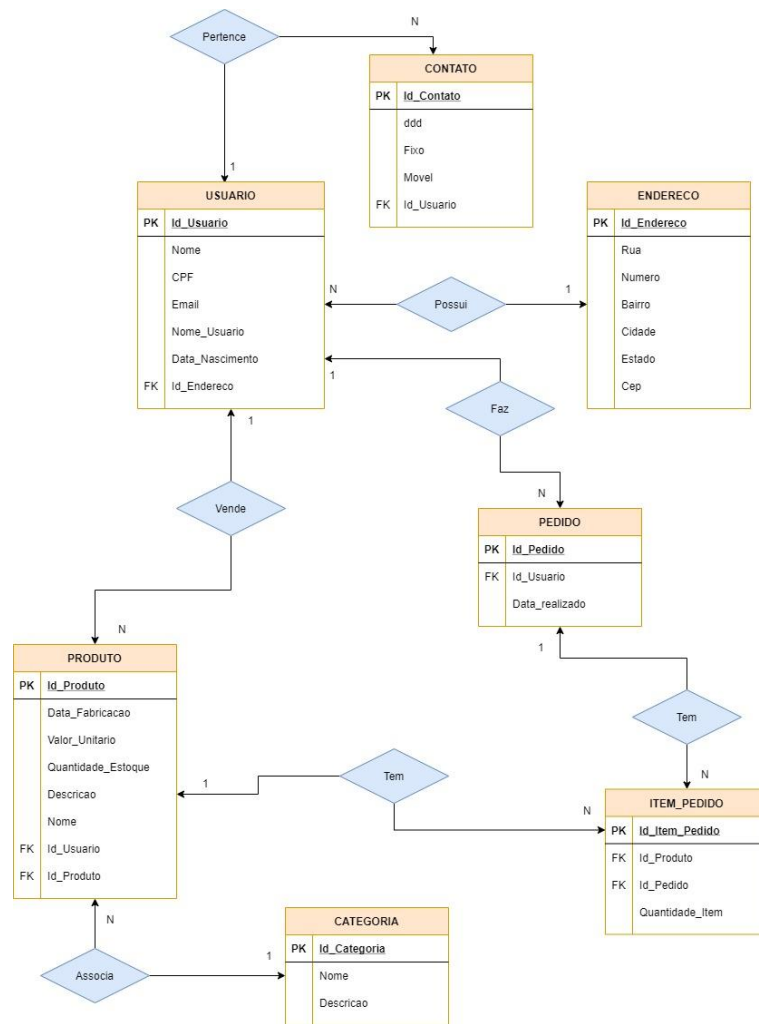 N
Pertence
CONTATO
PK Id_Contato
ddd
Fixo
Movel
FK Id_Usuario
1
USUARIO
PK Id_Usuario
Nome
CPF
Email
Nome_Usuario
Data_Nascimento
FK Id_Endereco
ENDERECO
PK Id_Endereco
Rua
Numero
Bairro
Cidade
Estado
Cep
N
Possui
1
1
Faz
N
1
Vende
N
PEDIDO
PK Id_Pedido
FK Id_Usuario
Data_realizado
1
Tem
N
PRODUTO
PK Id_Produto
Data_Fabricacao
Valor_Unitario
Quantidade_Estoque
Descricao
Nome
FK Id_Usuario
FK Id_Produto
1
Tem
N
ITEM_PEDIDO
PK Id_Item_Pedido
FK Id_Produto
FK Id_Pedido
Quantidade_Item
N
Associa
1
CATEGORIA
PK Id_Categoria
Nome
Descricao